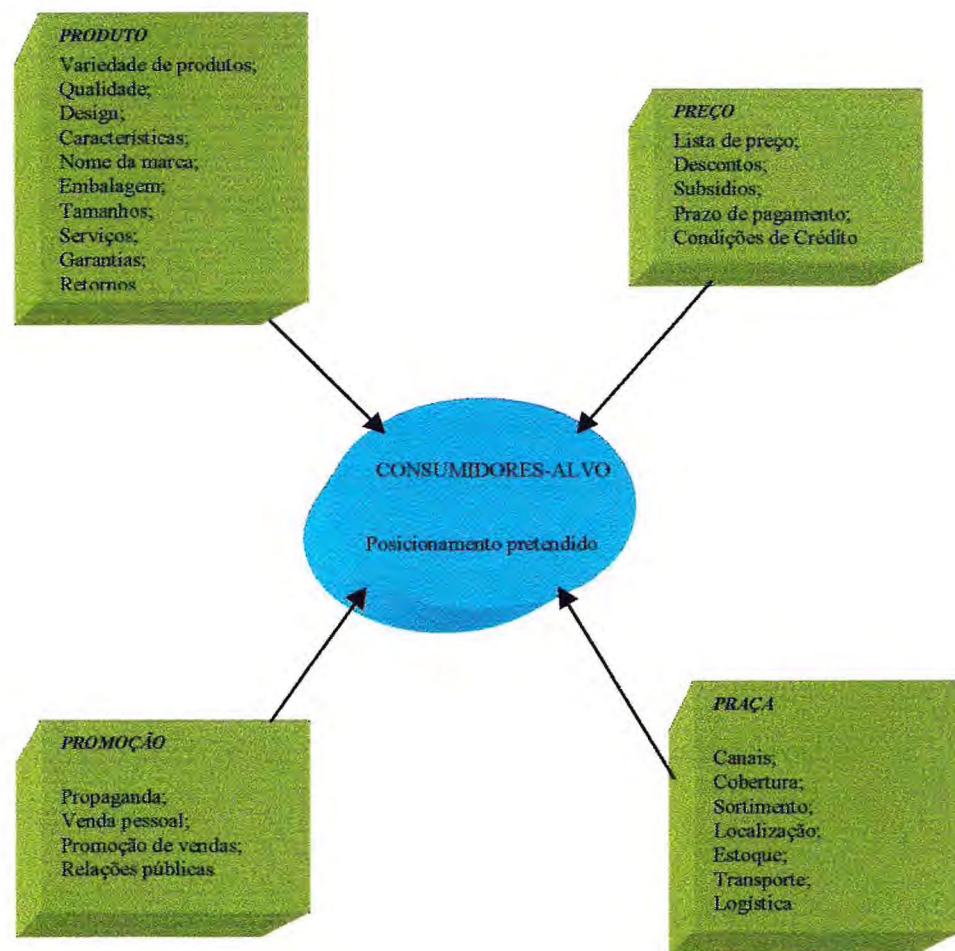 PRODUTO
Variedade de produtos;
Qualidade;
Design;
Características;
Nome da marca;
Embalagem;
Tamanhos;
Serviços;
Garantias;
Retornos
PREÇO
Lista de preço;
Descontos;
Subsídios;
Prazo de pagamento;
Condições de Crédito
CONSUMIDORES-ALVO
Posicionamento pretendido
PROMOÇÃO
Propaganda;
Venda pessoal;
Promoção de vendas;
Relações públicas
PRAÇA
Canais;
Cobertura;
Sortimento;
Localização;
Estoque;
Transporte;
Logística